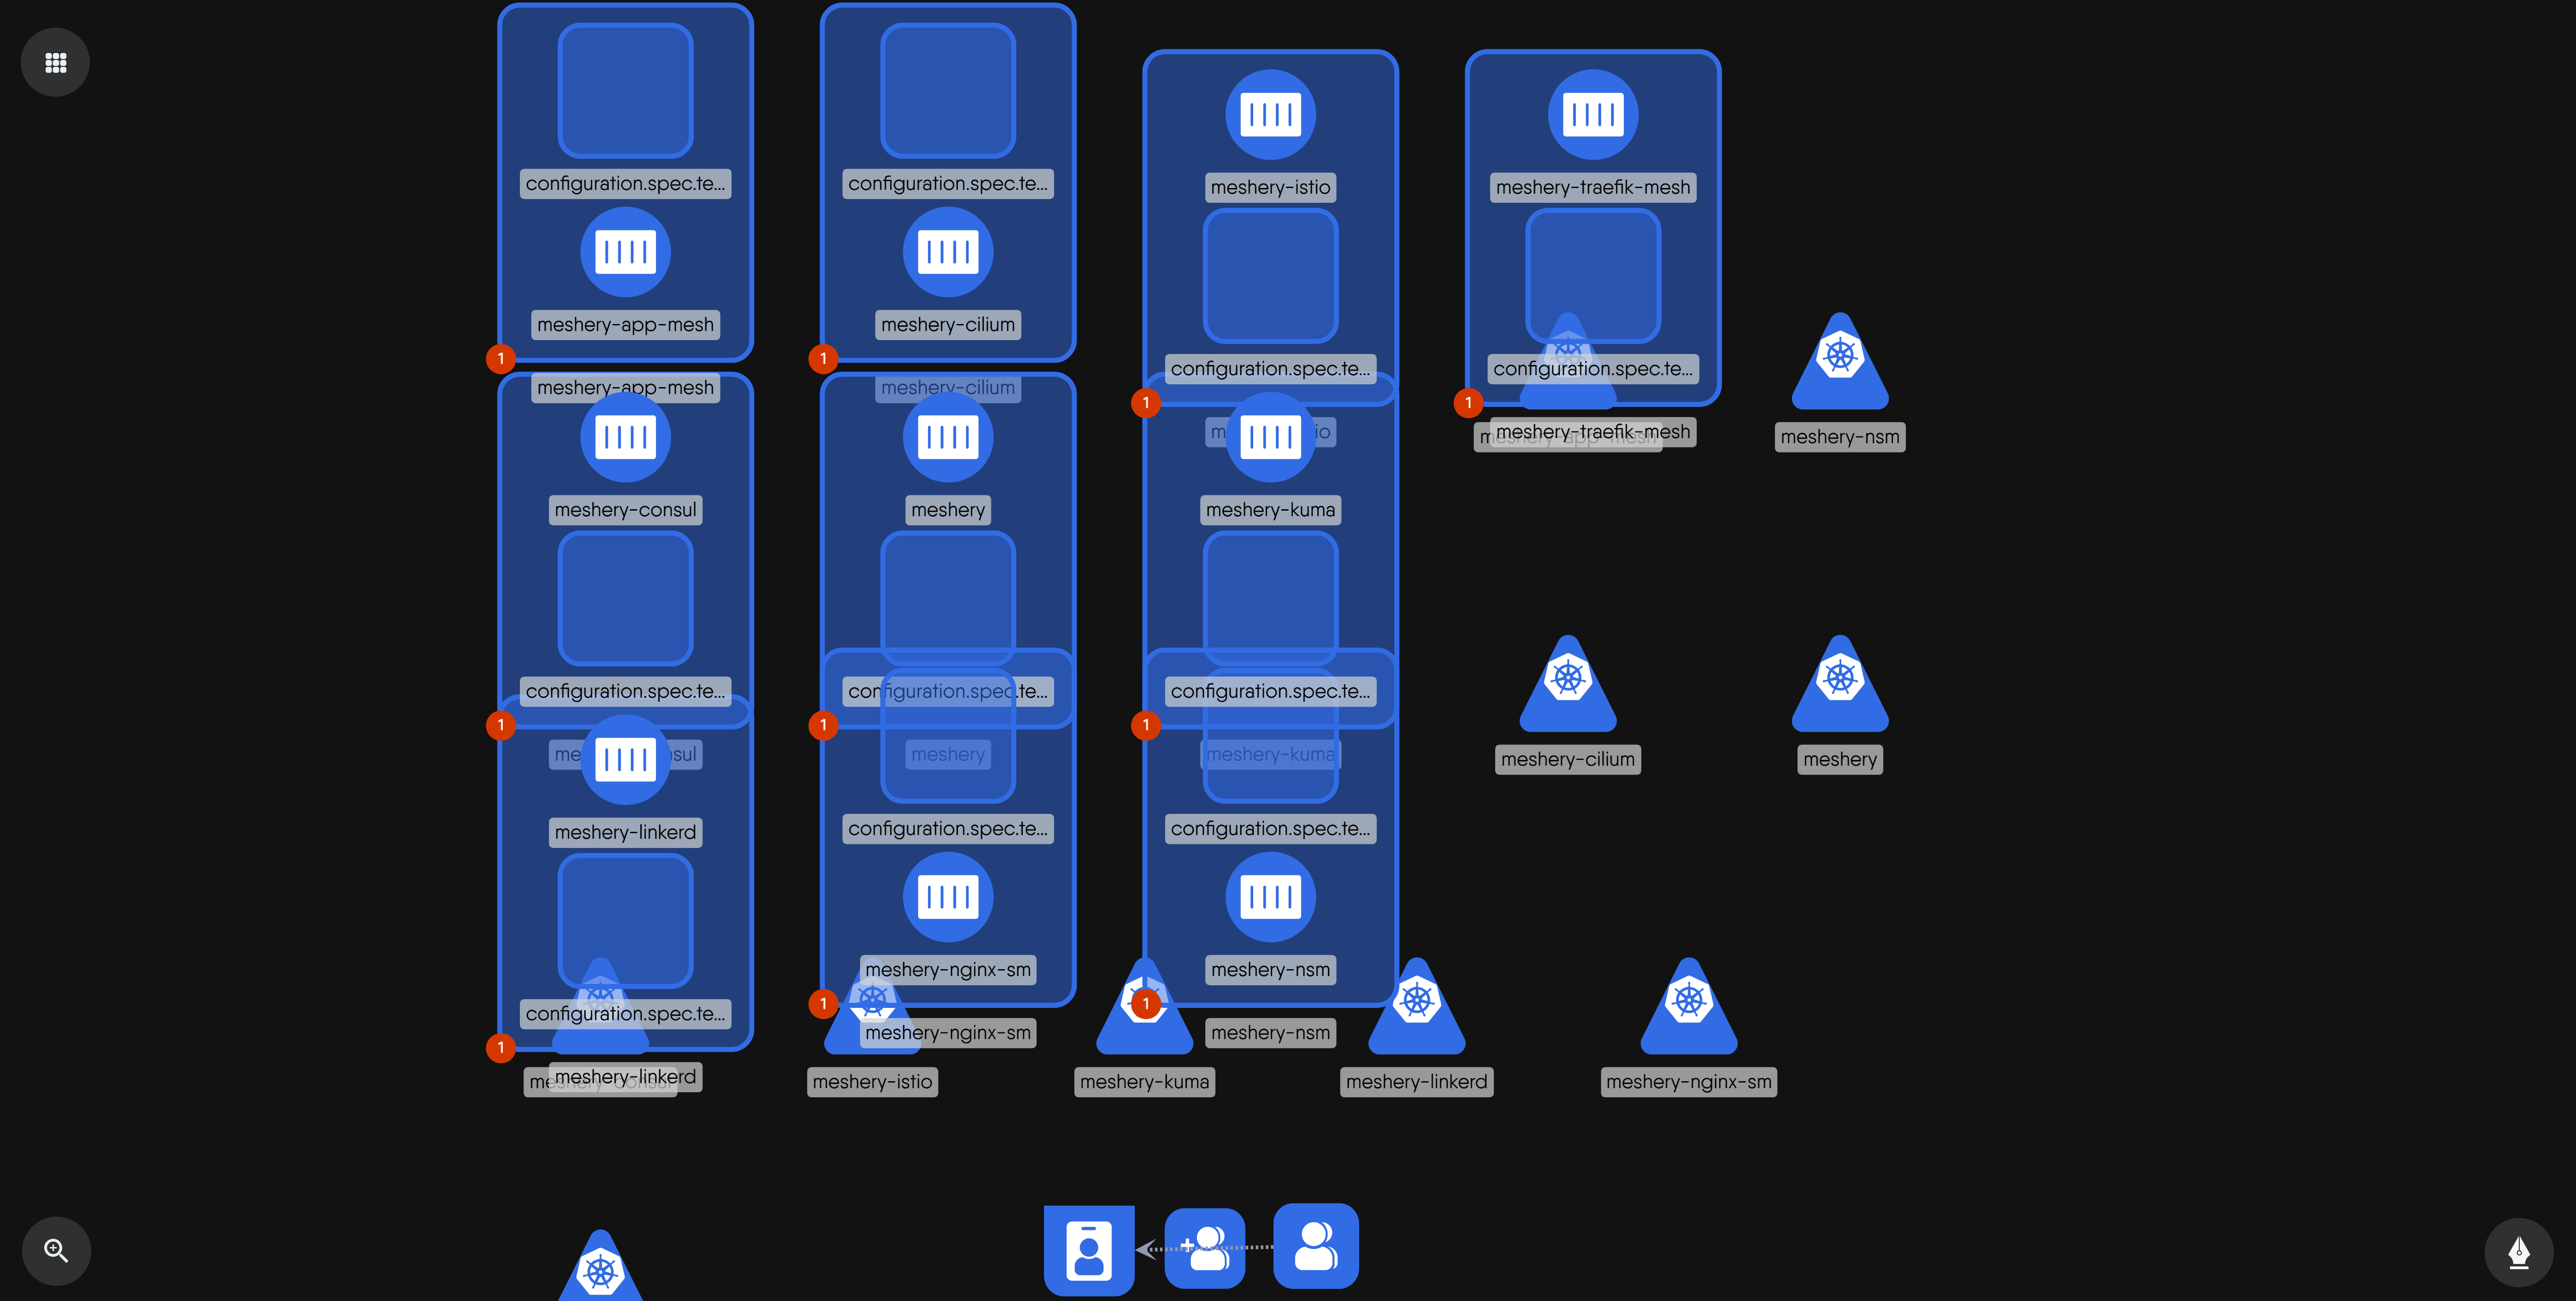 configuration.spec.te...
configuration.spec.te...
meshery-istio
meshery-traefik-mesh
meshery-app-mesh
meshery-cilium
1
1
configuration.spec.te...
configuration.spec.te...
meshery-app-mesh
meshery-cilium
1
1
io
meshery-traefik-mesh
meshery-nsm
meshery-consul
meshery
meshery-kuma
configuration.spec.te...
configuration.spec.te...
configuration.spec.te...
1
1
1
meshery
meshery-kuma
meshery-cilium
meshery
meshery-linkerd
configuration.spec.te...
configuration.spec.te...
meshery-nginx-sm
meshery-nsm
1
1
configuration.spec.te...
meshery-nginx-sm
meshery-nsm
1
meshery-linkerd
meshery-istio
meshery-kuma
meshery-linkerd
meshery-nginx-sm